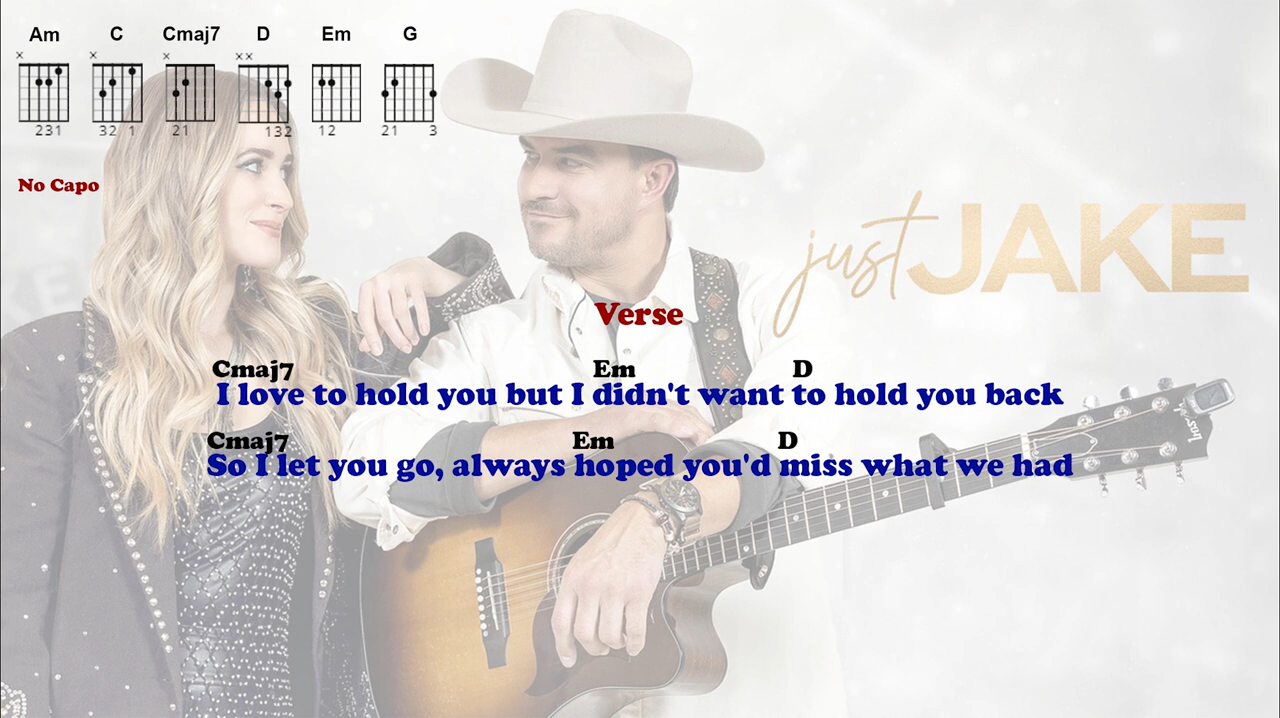 Am C Cmaj7 D Em G
x x x xx
231 32 1 21 132 12 21 3
No Capo
just JAKE
Verse
Cmaj7 Em D
I love to hold you but I didn't want to hold you back
Cmaj7 Em D
So I let you go, always hoped you'd miss what we had